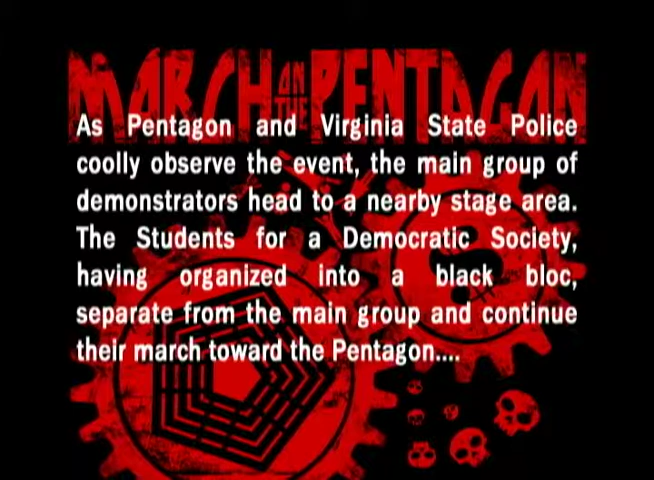 MARCH ON THE PENTAGON
As Pentagon and Virginia State Police
coolly observe the event, the main group of
demonstrators head to a nearby stage area.
The Students for a Democratic Society,
having organized into a black bloc,
separate from the main group and continue
their march toward the Pentagon....